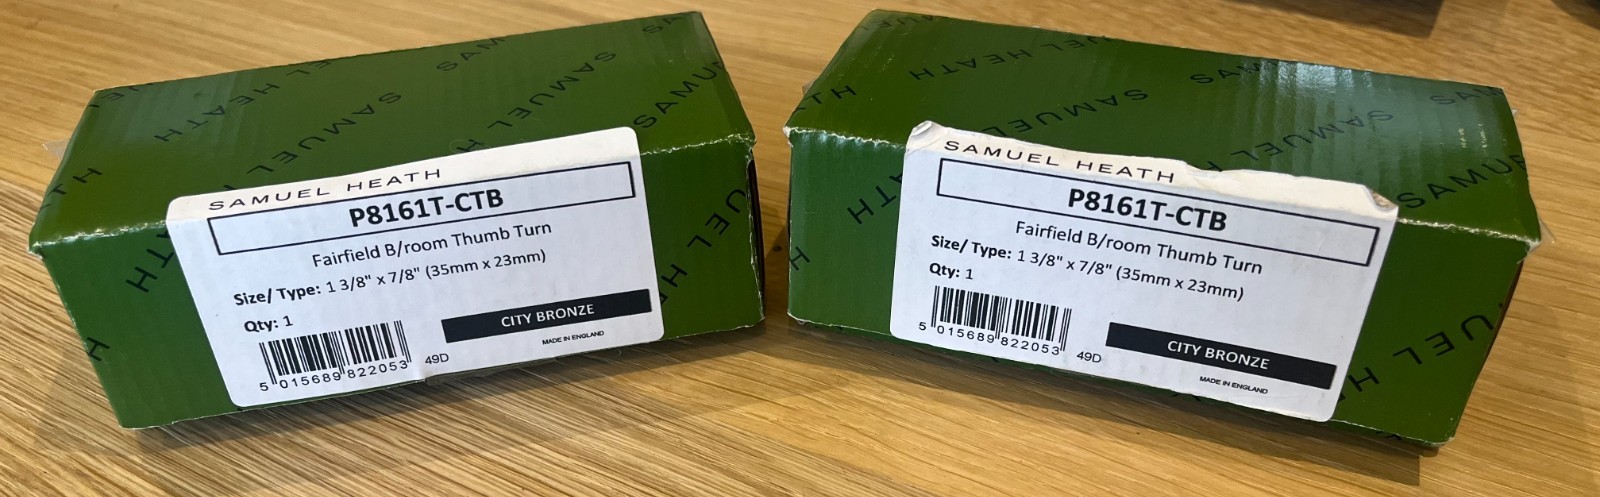 SAMUEL HEATH
P8161T-CTB
Fairfield B/room Thumb Turn
Size/ Type: 1 3/8" x 7/8" (35mm x 23mm)
Qty: 1
CITY BRONZE
MADE IN ENGLAND
5 015689 822053 49D
SAMUEL HEATH
P8161T-CTB
Fairfield B/room Thumb Turn
Size/ Type: 1 3/8" x 7/8" (35mm x 23mm)
Qty: 1
CITY BRONZE
MADE IN ENGLAND
5 015689 822053 49D